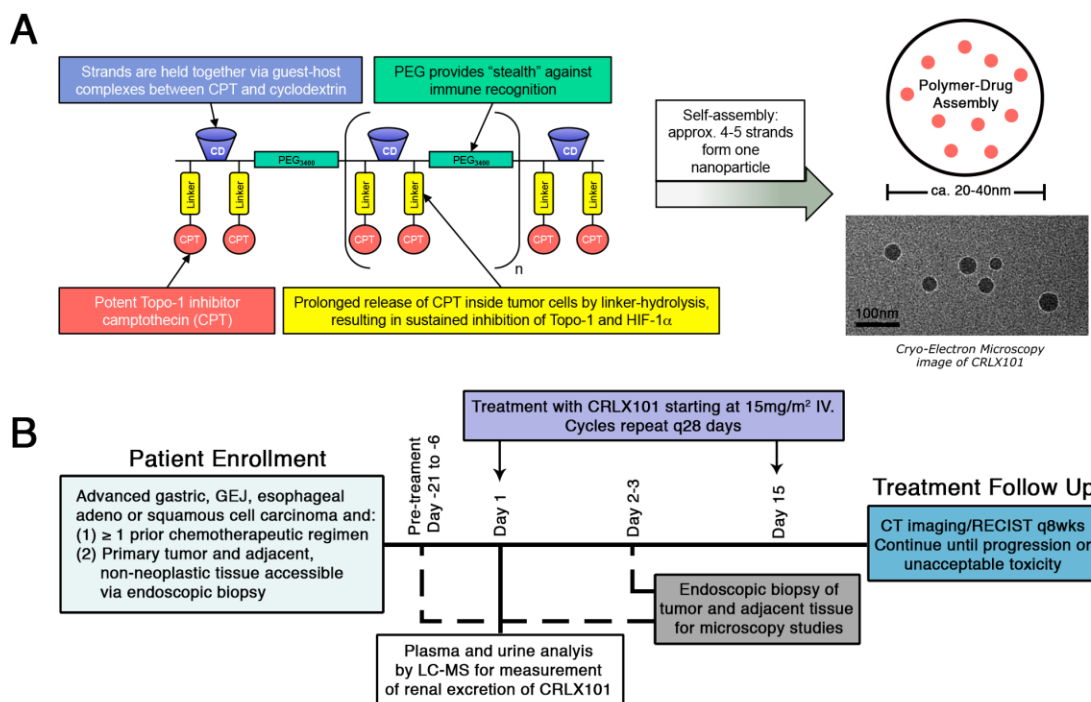 A
Strands are held together via guest-host
complexes between CPT and cyclodextrin
PEG provides "stealth" against
immune recognition
CD
PEG3400
CD
PEG3400
CD
Linker
Linker
Linker
Linker
Linker
Linker
CPT
CPT
CPT
CPT
CPT
CPT
n
Potent Topo-1 inhibitor
camptothecin (CPT)
Prolonged release of CPT inside tumor cells by linker-hydrolysis,
resulting in sustained inhibition of Topo-1 and HIF-1α
Self-assembly:
approx. 4-5 strands
form one
nanoparticle
Polymer-Drug
Assembly
ca. 20-40nm
100nm
Cryo-Electron Microscopy
image of CRLX101
B
Treatment with CRLX101 starting at 15mg/m² IV.
Cycles repeat q28 days
Patient Enrollment
Advanced gastric, GEJ, esophageal
adeno or squamous cell carcinoma and:
(1) ≥ 1 prior chemotherapeutic regimen
(2) Primary tumor and adjacent,
non-neoplastic tissue accessible
via endoscopic biopsy
Pre-treament
Day -21 to -6
Day 1
Day 2-3
Day 15
Treatment Follow Up
CT imaging/RECIST q8wks
Continue until progression or
unacceptable toxicity
Endoscopic biopsy of
tumor and adjacent tissue
for microscopy studies
Plasma and urine analyis
by LC-MS for measurement
of renal excretion of CRLX101